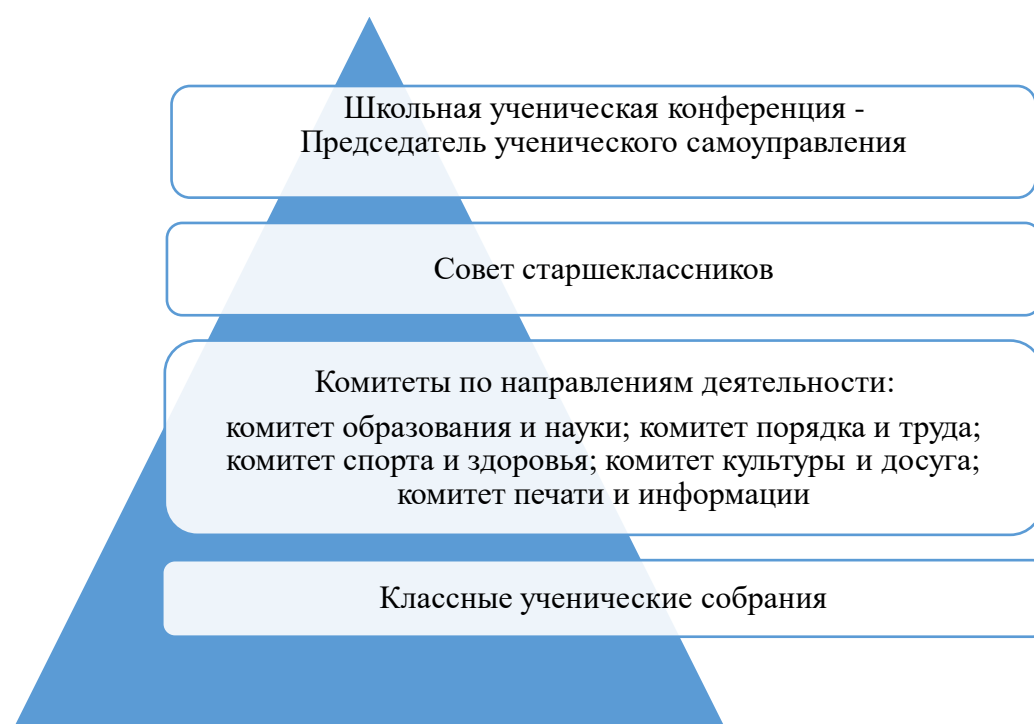 Школьная ученическая конференция -
Председатель ученического самоуправления
Совет старшеклассников
Комитеты по направлениям деятельности:
комитет образования и науки; комитет порядка и труда;
комитет спорта и здоровья; комитет культуры и досуга;
комитет печати и информации
Классные ученические собрания